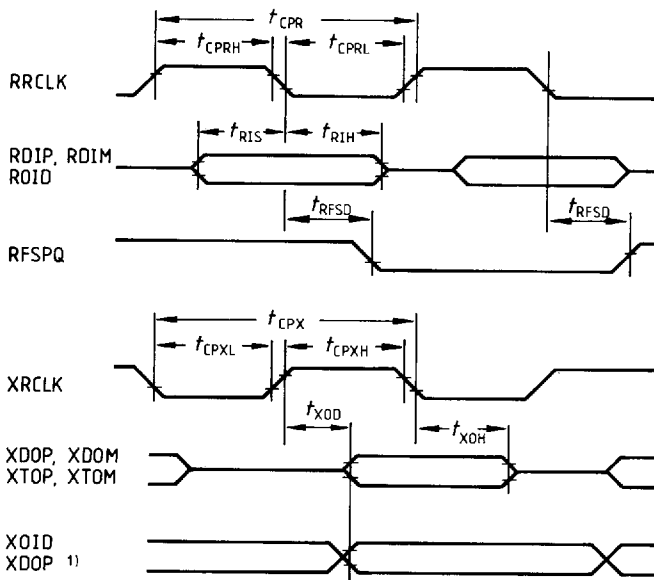 tCPR
tCPRH tCPRL
RRCLK
tRIS tRIH
RDIP, RDIM
ROID
tRFSD tRFSD
RFSPQ
tCPX
tCPXL tCPXH
XRCLK
tXOD tXOH
XDOP, XDOM
XTOP, XTOM
XOID
XDOP 1)